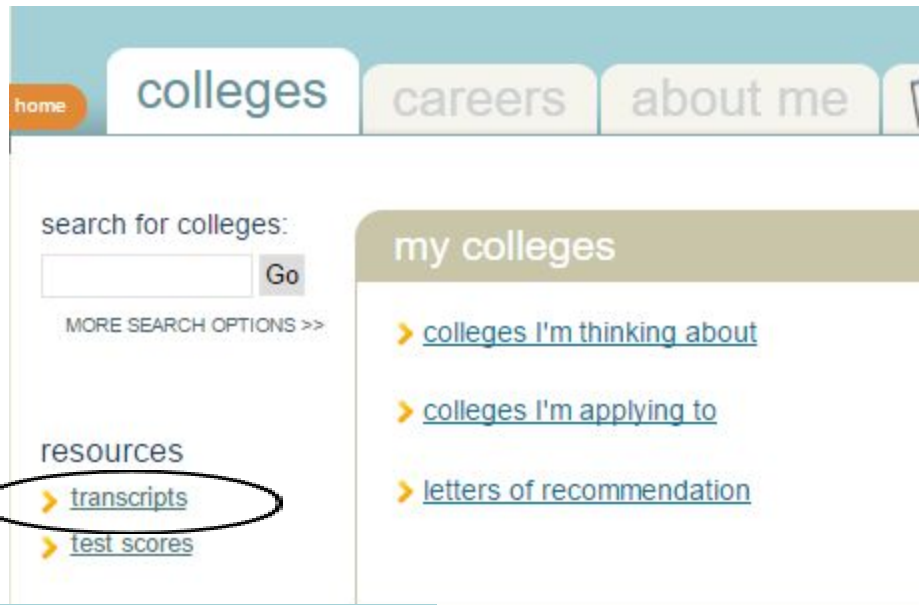 home
colleges
careers
about me
search for colleges:
Go
MORE SEARCH OPTIONS >>
resources
transcripts
test scores
my colleges
colleges I'm thinking about
colleges I'm applying to
letters of recommendation